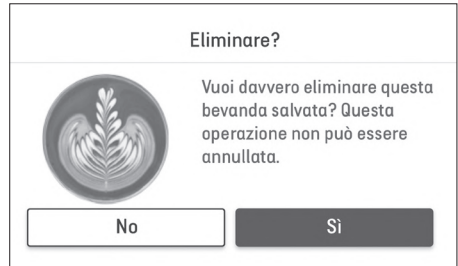 Eliminare?
Vuoi davvero eliminare questa
bevanda salvata? Questa
operazione non può essere
annullata.
No
Sì